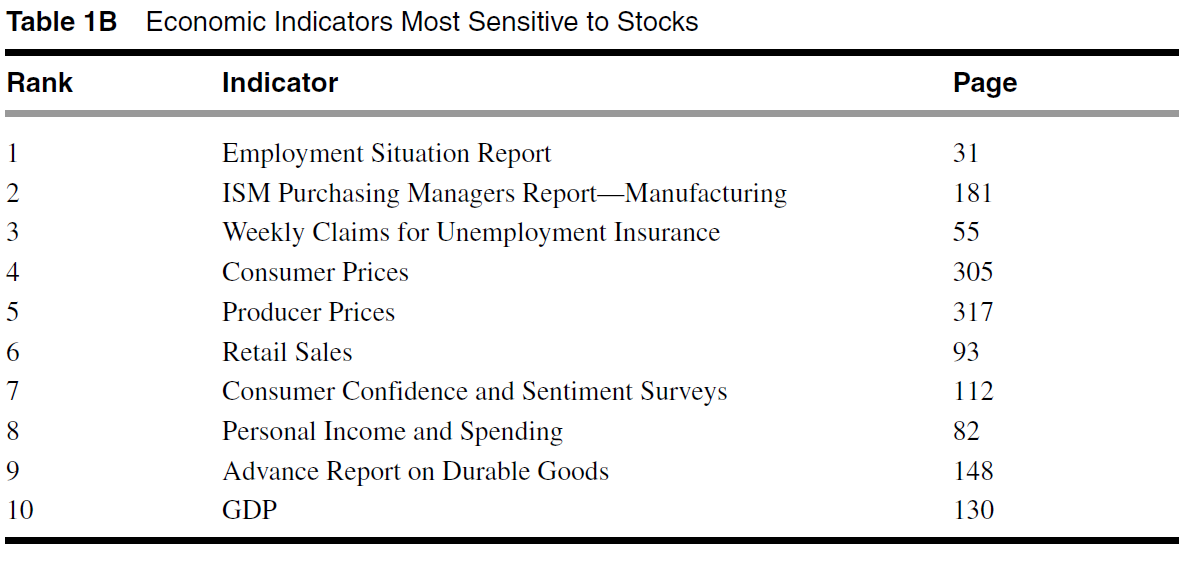 Table 1B Economic Indicators Most Sensitive to Stocks
Rank Indicator Page
1 Employment Situation Report 31
2 ISM Purchasing Managers Report—Manufacturing 181
3 Weekly Claims for Unemployment Insurance 55
4 Consumer Prices 305
5 Producer Prices 317
6 Retail Sales 93
7 Consumer Confidence and Sentiment Surveys 112
8 Personal Income and Spending 82
9 Advance Report on Durable Goods 148
10 GDP 130